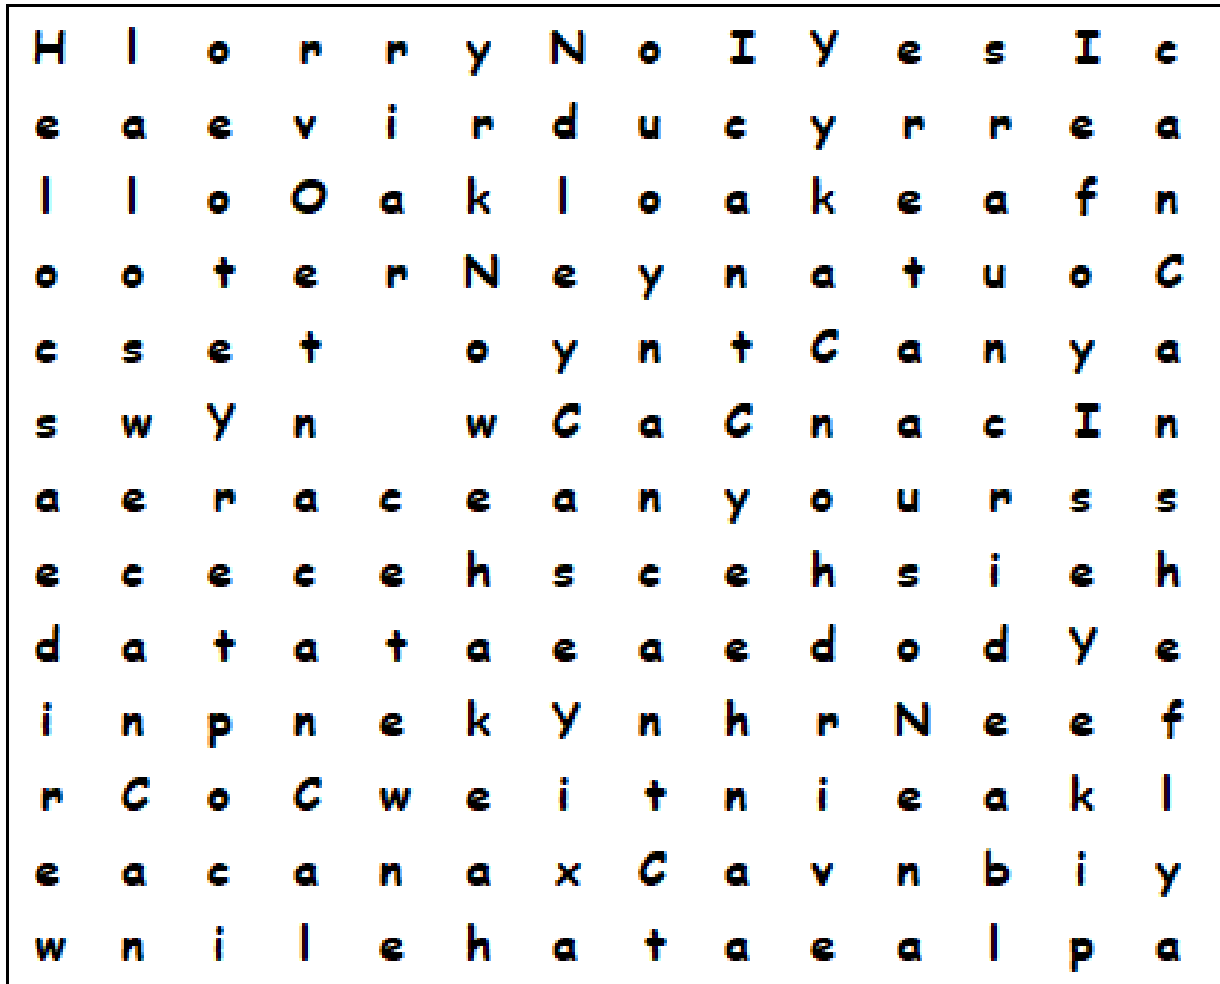 H l o r r y N o I Y e s I c
e a e v i r d u c y r r e a
l l o O a k l o a k e a f n
o o t e r N e y n a t u o C
c s e t o y n t C a n y a
s w Y n w C a C n a c I n
a e r a c e a n y o u r s s
e c e c e h s c e h s i e h
d a t a t a e a e d o d Y e
i n p n e k Y n h r N e e f
r C o C w e i t n i e a k l
e a c a n a x C a v n b i y
w n i l e h a t a e a l p a